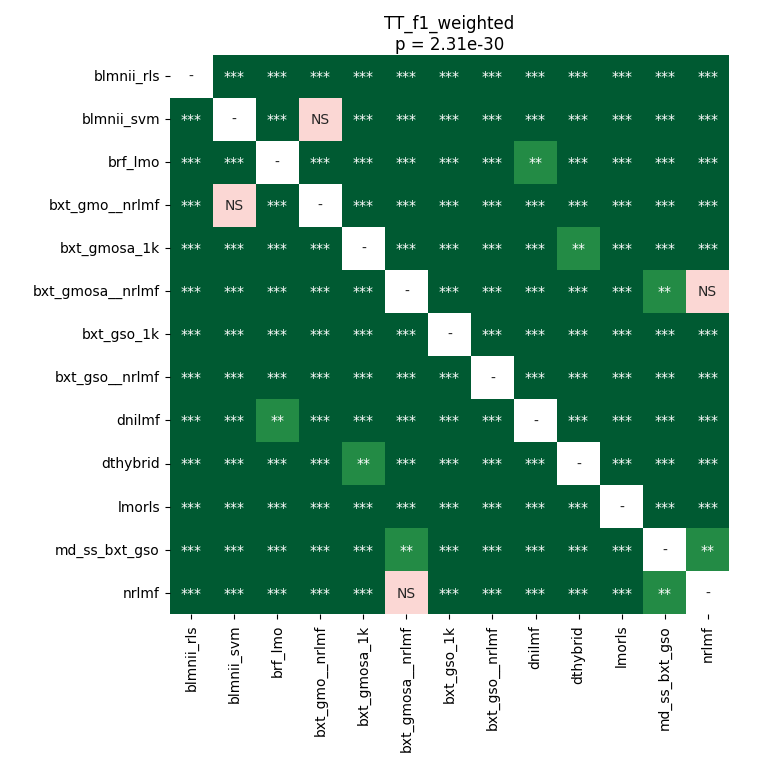 TT_f1_weighted
p = 2.31e-30
blmnii_rls - *** *** *** *** *** *** *** *** *** *** *** ***
blmnii_svm *** - *** NS *** *** *** *** *** *** *** *** ***
brf_lmo *** *** - *** *** *** *** *** ** *** *** *** ***
bxt_gmo__nrlmf *** NS *** - *** *** *** *** *** *** *** *** ***
bxt_gmosa_1k *** *** *** *** - *** *** *** *** ** *** *** ***
bxt_gmosa__nrlmf *** *** *** *** *** - *** *** *** *** *** ** NS
bxt_gso_1k *** *** *** *** *** *** - *** *** *** *** *** ***
bxt_gso__nrlmf *** *** *** *** *** *** *** - *** *** *** *** ***
dnilmf *** *** ** *** *** *** *** *** - *** *** *** ***
dthybrid *** *** *** *** ** *** *** *** *** - *** *** ***
lmorls *** *** *** *** *** *** *** *** *** *** - *** ***
md_ss_bxt_gso *** *** *** *** *** ** *** *** *** *** *** - **
nrlmf *** *** *** *** *** NS *** *** *** *** *** ** -
blmnii_rls
blmnii_svm
brf_lmo
bxt_gmo__nrlmf
bxt_gmosa_1k
bxt_gmosa__nrlmf
bxt_gso_1k
bxt_gso__nrlmf
dnilmf
dthybrid
lmorls
md_ss_bxt_gso
nrlmf